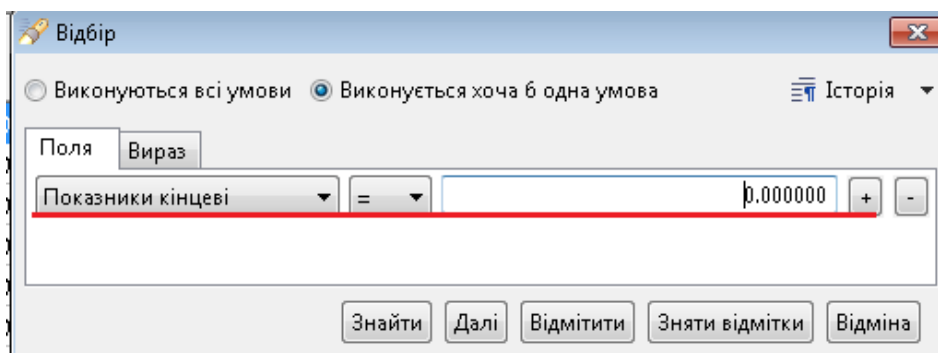 Відбір
Виконуються всі умови Виконується хоча б одна умова Історія
Поля Вираз
Показники кінцеві = 0.000000 + -
Знайти Далі Відмітити Зняти відмітки Відміна